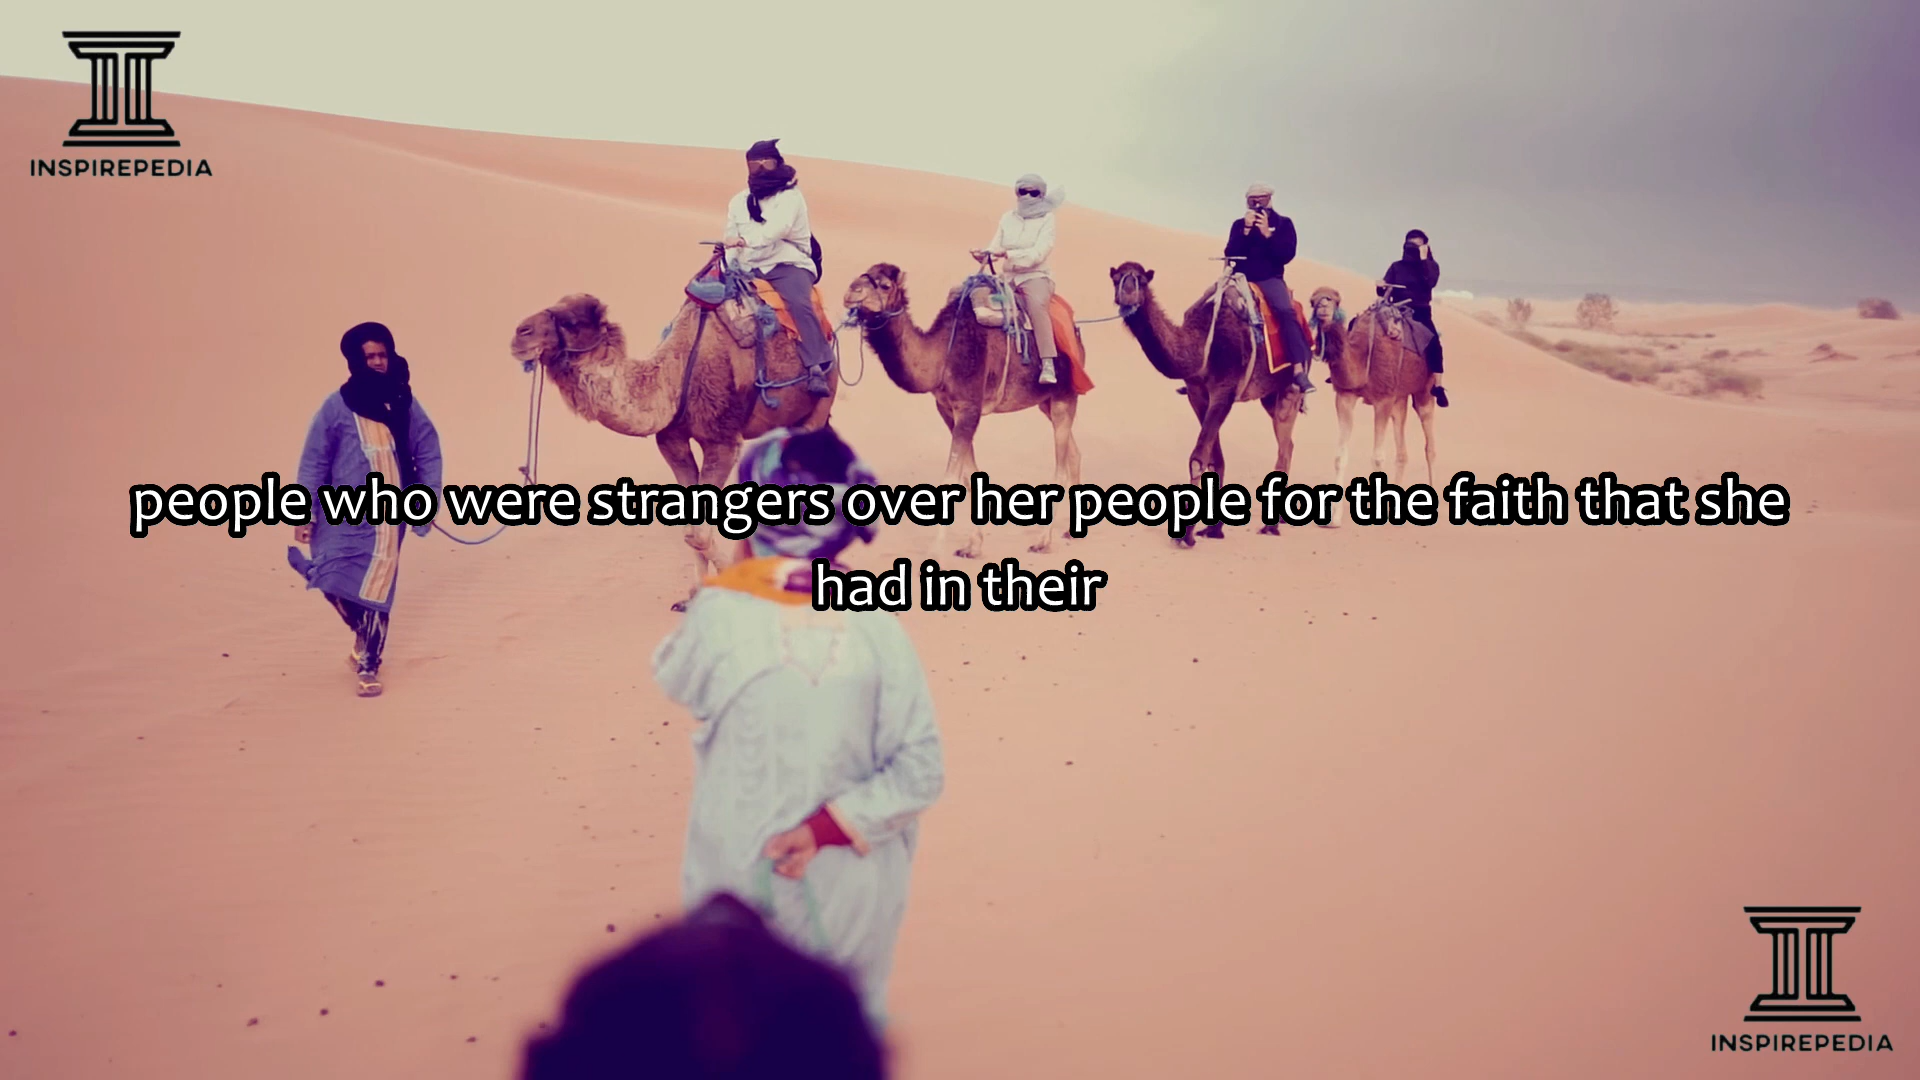 INSPIREPEDIA
people who were strangers over her people for the faith that she
had in their
INSPIREPEDIA